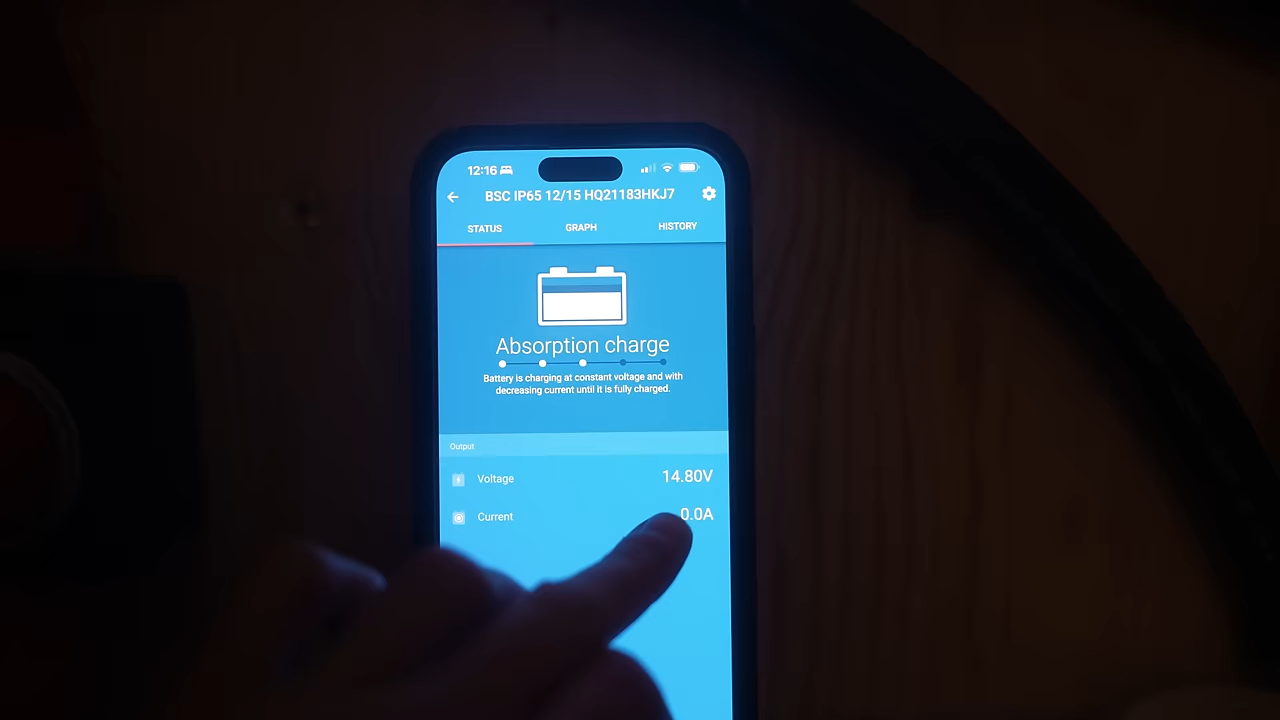 12:16
BSC IP65 12/15 HQ21183HKJ7
STATUS GRAPH HISTORY
Absorption charge
Battery is charging at constant voltage and with
decreasing current until it is fully charged.
Output
Voltage 14.80V
Current 0.0A